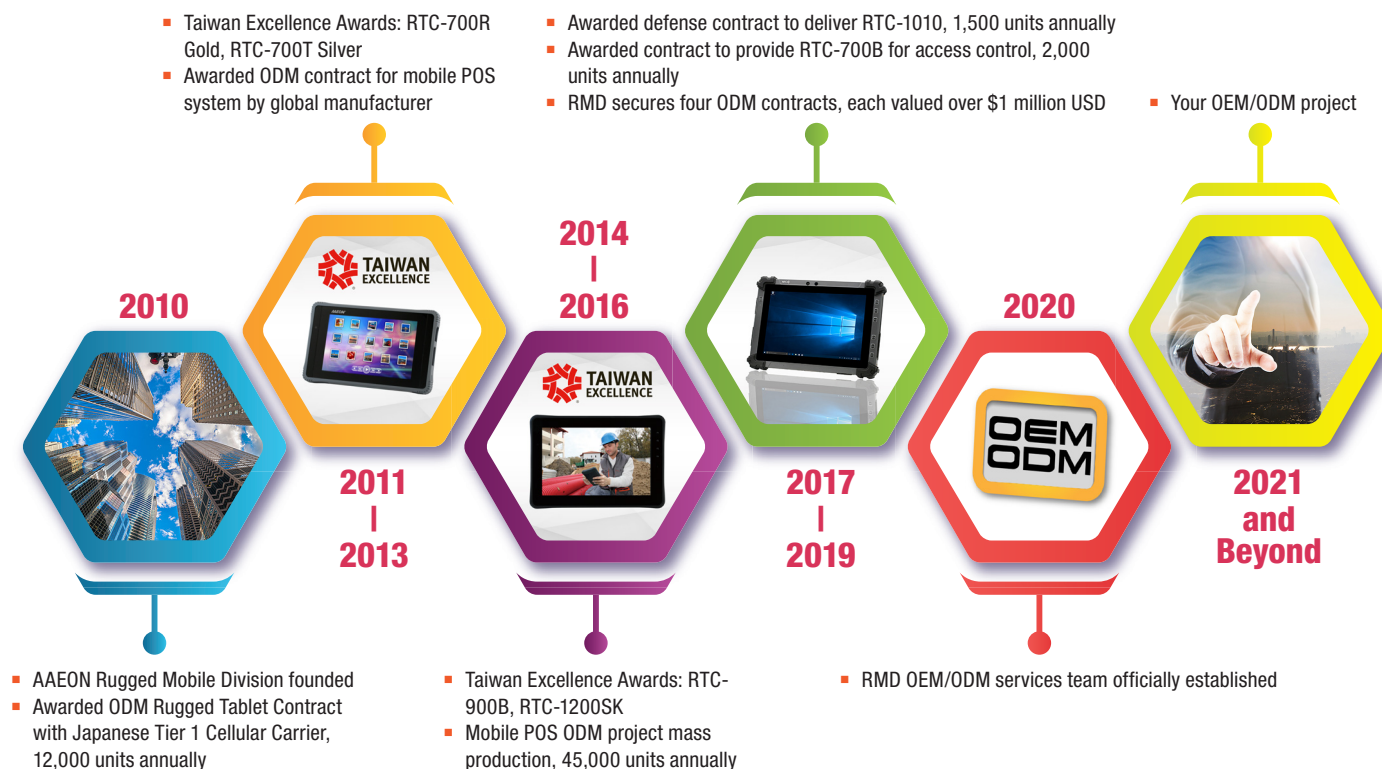 Taiwan Excellence Awards: RTC-700R
Gold, RTC-700T Silver
Awarded ODM contract for mobile POS
system by global manufacturer
Awarded defense contract to deliver RTC-1010, 1,500 units annually
Awarded contract to provide RTC-700B for access control, 2,000
units annually
RMD secures four ODM contracts, each valued over $1 million USD
Your OEM/ODM project
2010
TAIWAN
EXCELLENCE
AAEON
2011
2013
2014
2016
TAIWAN
EXCELLENCE
2017
2019
2020
OEM
ODM
2021
and
Beyond
AAEON Rugged Mobile Division founded
Awarded ODM Rugged Tablet Contract
with Japanese Tier 1 Cellular Carrier,
12,000 units annually
Taiwan Excellence Awards: RTC-
900B, RTC-1200SK
Mobile POS ODM project mass
production, 45,000 units annually
RMD OEM/ODM services team officially established